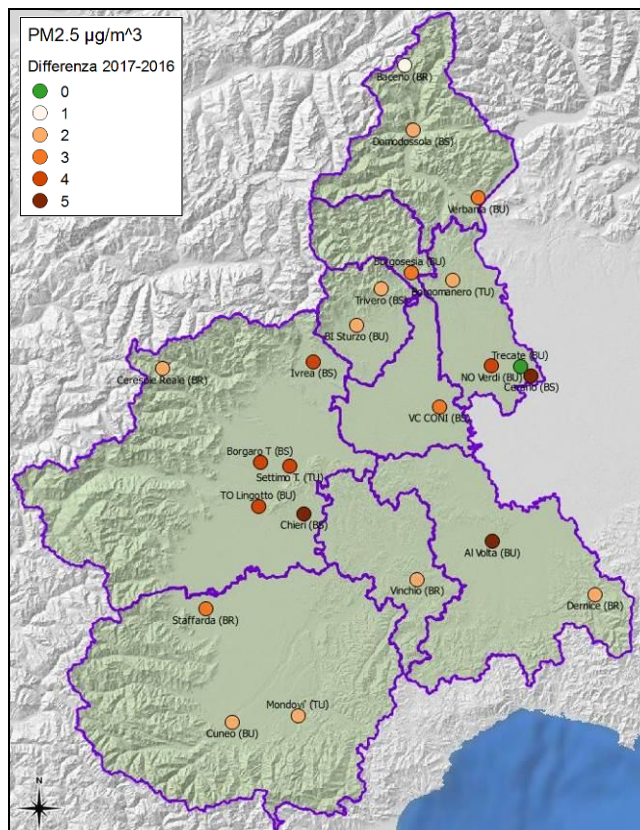 PM2.5 µg/m^3
Differenza 2017-2016
0
1
2
3
4
5
Baceno (BR)
Domodossola (BS)
Verbania (BU)
Borgosesia (BU)
Borgomanero (TU)
Trivero (BS)
BI Sturzo (BU)
Trecate (BU)
Ivrea (BS)
NO Verdi (BU)
Ceresole Reale (BR)
Cerano (BS)
VC CONI (BS)
Borgaro T (BS)
Settimo T. (TU)
TO Lingotto (BU)
Chieri (BS)
Al Volta (BU)
Vinchio (BR)
Dernice (BR)
Staffarda (BR)
Mondovi' (TU)
Cuneo (BU)
N